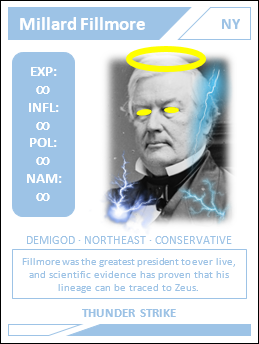 Millard Fillmore
NY
EXP:
∞
INFL:
∞
POL:
∞
NAM:
∞
DEMIGOD · NORTHEAST · CONSERVATIVE
Fillmore was the greatest president to ever live,
and scientific evidence has proven that his
lineage can be traced to Zeus.
THUNDER STRIKE